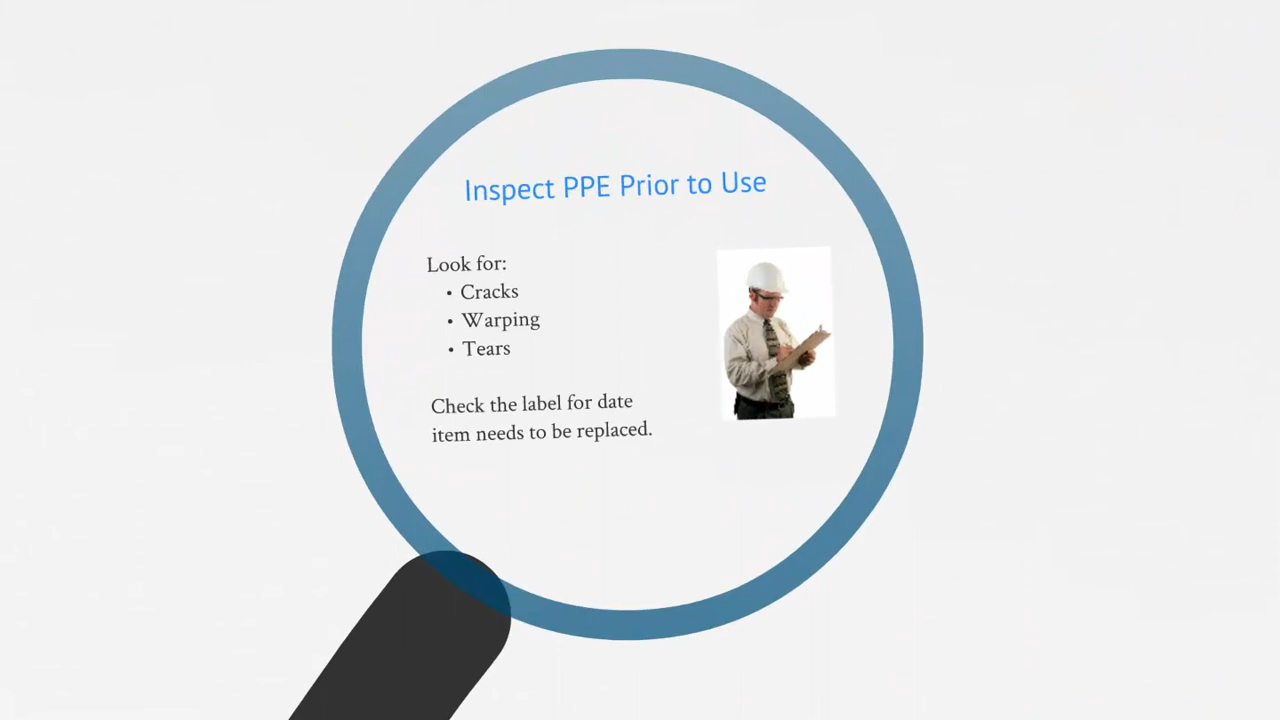 Inspect PPE Prior to Use
Look for:
• Cracks
• Warping
• Tears
Check the label for date
item needs to be replaced.